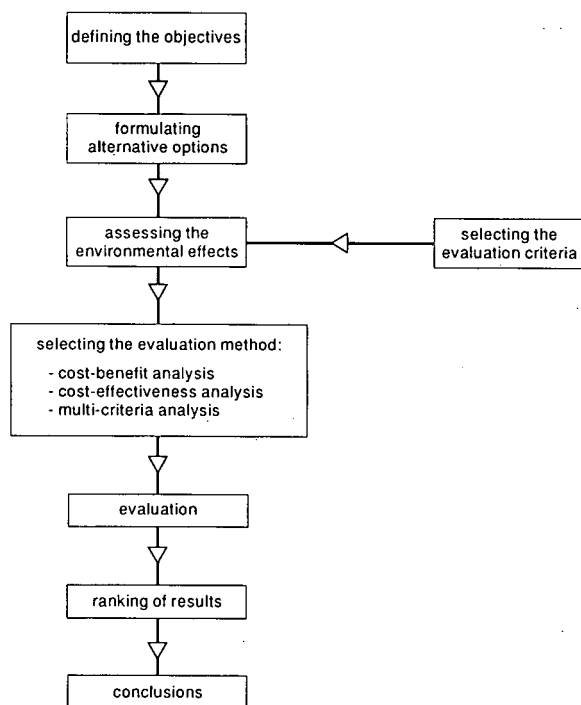 defining the objectives
formulating
alternative options
assessing the
environmental effects
selecting the
evaluation criteria
selecting the evaluation method:
- cost-benefit analysis
- cost-effectiveness analysis
- multi-criteria analysis
evaluation
ranking of results
conclusions